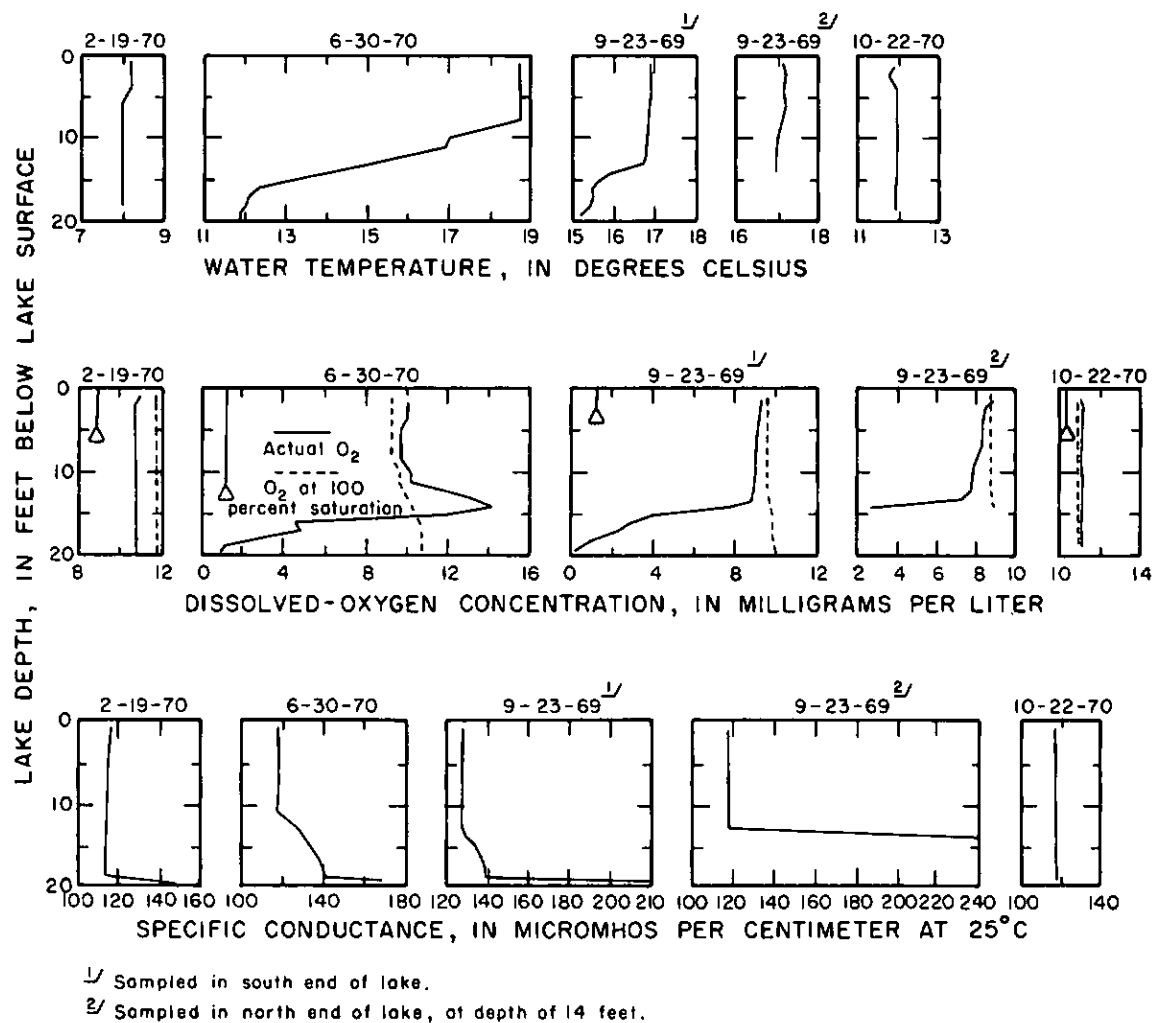 1/ 2/
2-19-70 6-30-70 9-23-69 9-23-69 10-22-70
0
10
20
7 9 11 13 15 17 19 15 16 17 18 16 18 11 13
WATER TEMPERATURE, IN DEGREES CELSIUS
LAKE DEPTH, IN FEET BELOW LAKE SURFACE
1/ 2/
2-19-70 6-30-70 9-23-69 9-23-69 10-22-70
0
Actual O2
10
O2 at 100
percent saturation
20
8 10 12 0 4 8 12 16 0 4 8 12 2 4 6 8 10 10 14
DISSOLVED-OXYGEN CONCENTRATION, IN MILLIGRAMS PER LITER
1/ 2/
2-19-70 6-30-70 9-23-69 9-23-69 10-22-70
0
10
20
100 120 140 160 100 140 180 120 140 160 200 210 100 120 140 160 180 200 220 240 100 140
SPECIFIC CONDUCTANCE, IN MICROMHOS PER CENTIMETER AT 25°C
1/ Sampled in south end of lake.
2/ Sampled in north end of lake, at depth of 14 feet.